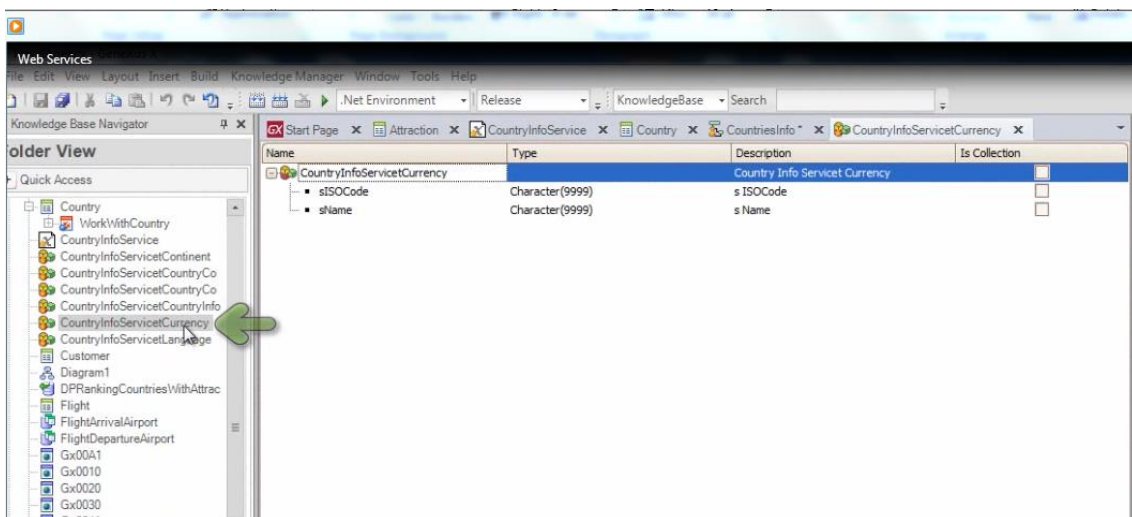 Web Services
File Edit View Layout Insert Build Knowledge Manager Window Tools Help
.Net Environment Release KnowledgeBase Search
Knowledge Base Navigator
GX Start Page Attraction CountryInfoService Country CountriesInfo * CountryInfoServicetCurrency
older View
Name Type Description Is Collection
Quick Access
CountryInfoServicetCurrency Country Info Servicet Currency
sISOCode Character(9999) s ISOCode
sName Character(9999) s Name
Country
WorkWithCountry
CountryInfoService
CountryInfoServicetContinent
CountryInfoServicetCountryCo
CountryInfoServicetCountryCo
CountryInfoServicetCountryInfo
CountryInfoServicetCurrency
CountryInfoServicetLanguage
Customer
Diagram1
DPRankingCountriesWithAttrac
Flight
FlightArrivalAirport
FlightDepartureAirport
Gx00A1
Gx0010
Gx0020
Gx0030